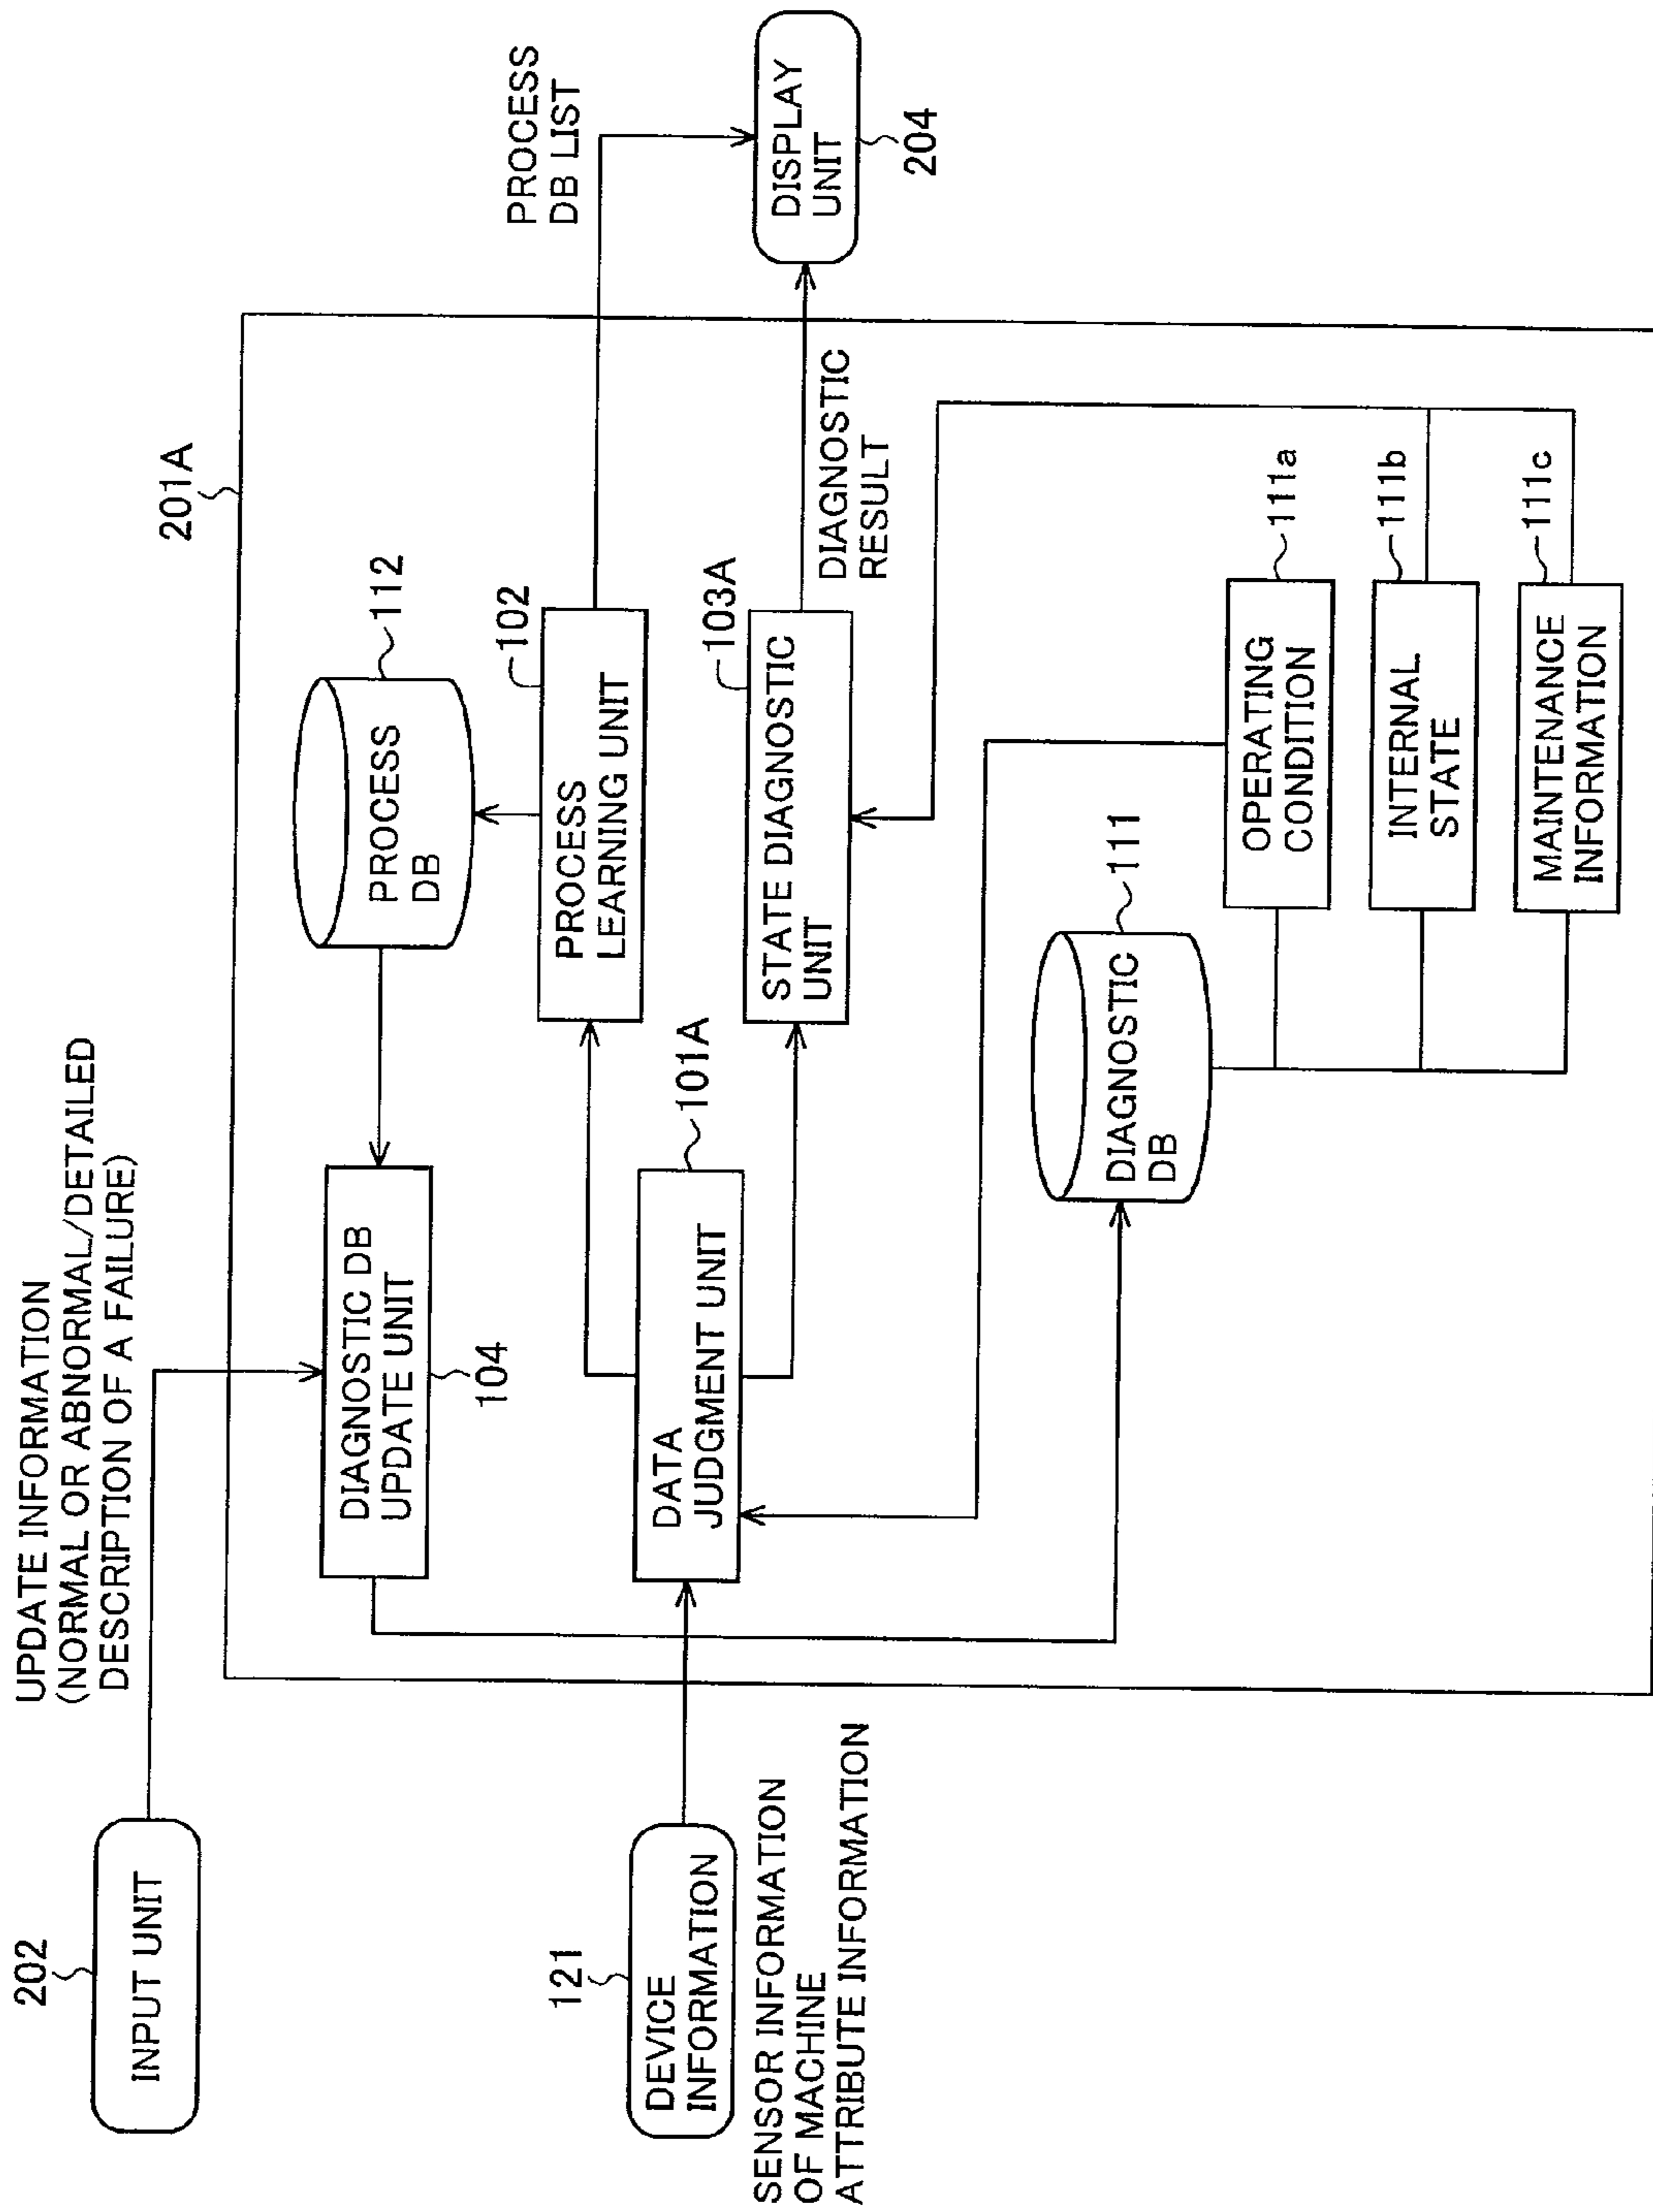 202
INPUT UNIT
UPDATE INFORMATION
(NORMAL OR ABNORMAL/DETAILED
DESCRIPTION OF A FAILURE)
201A
DIAGNOSTIC DB
UPDATE UNIT
104
PROCESS
DB
112
PROCESS
DB LIST
121
DEVICE
INFORMATION
SENSOR INFORMATION
OF MACHINE
ATTRIBUTE INFORMATION
DATA
JUDGMENT UNIT
101A
PROCESS
LEARNING UNIT
102
STATE DIAGNOSTIC
UNIT
103A
DIAGNOSTIC
RESULT
DISPLAY
UNIT
204
DIAGNOSTIC
DB
111
OPERATING
CONDITION
111a
INTERNAL
STATE
111b
MAINTENANCE
INFORMATION
111c